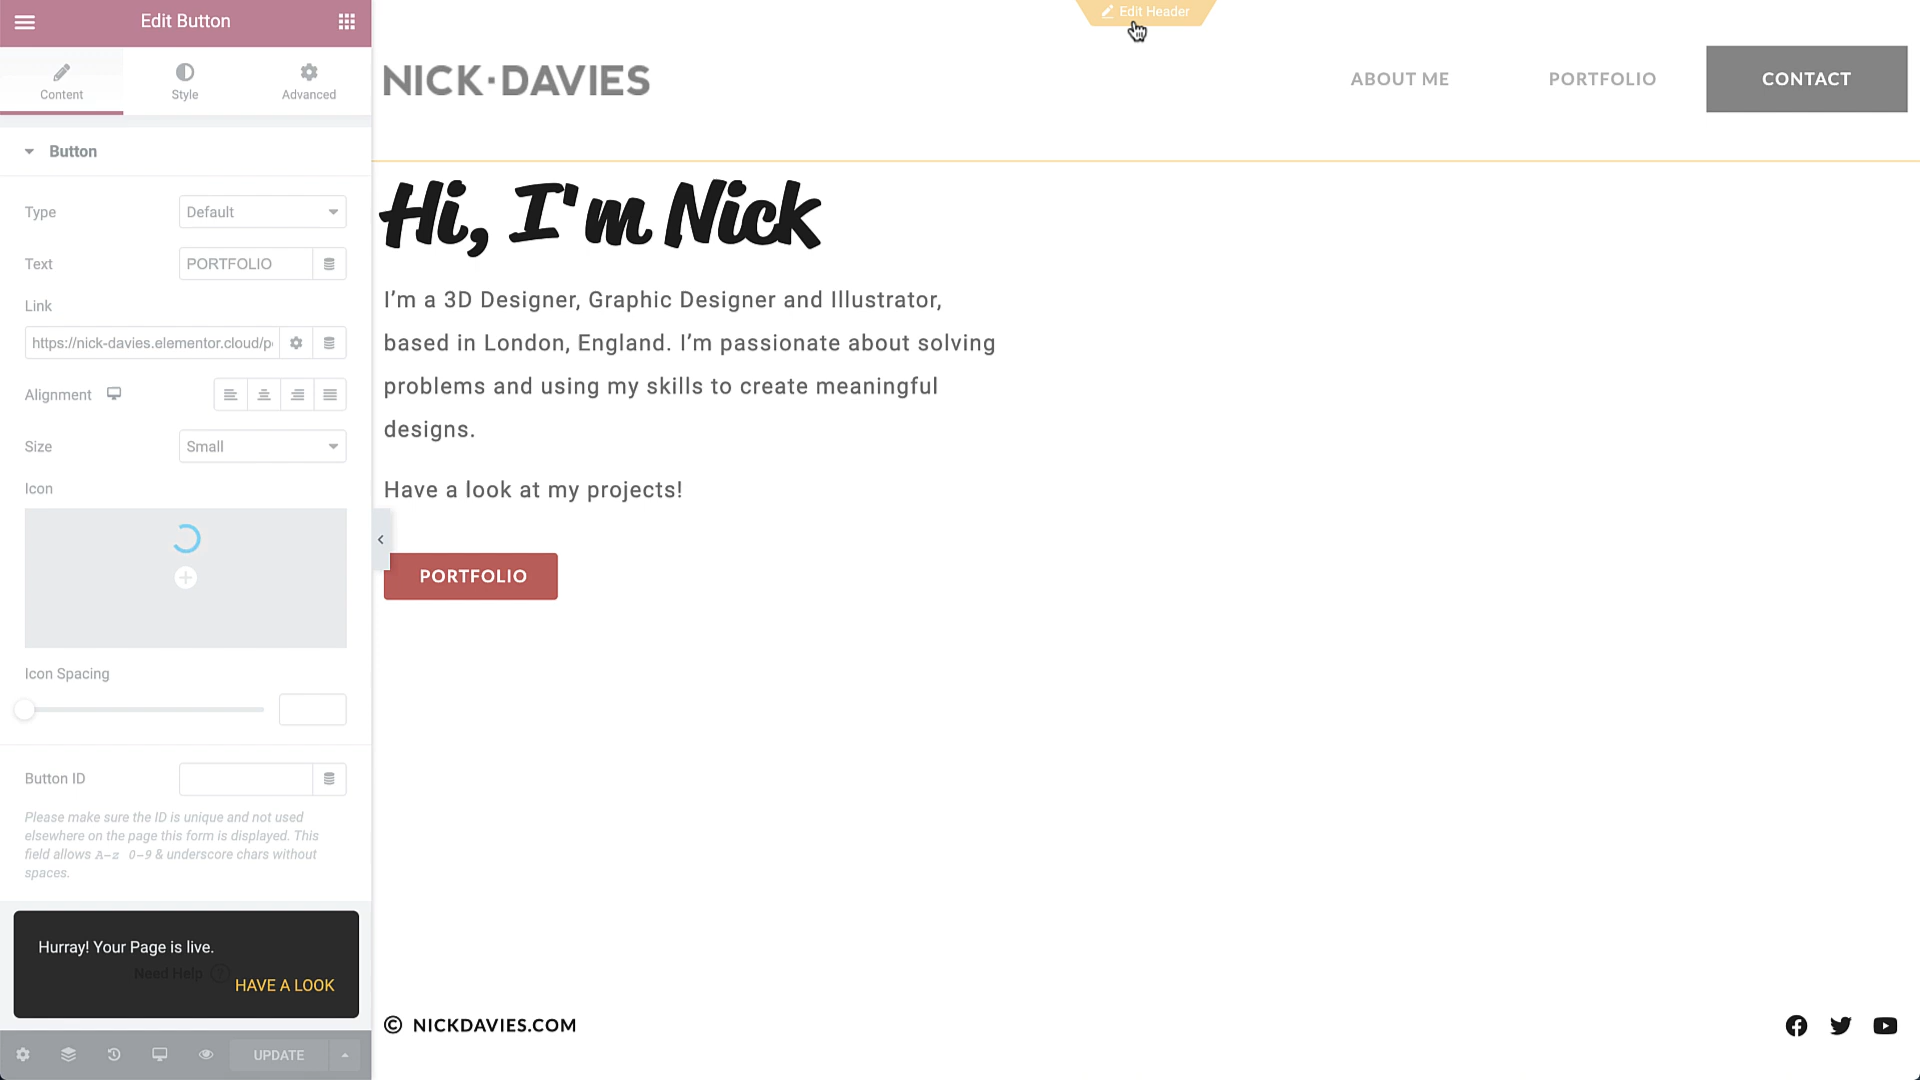 Edit Button
Content
Style
Advanced
Button
Type
Default
Text
PORTFOLIO
Link
https://nick-davies.elementor.cloud/p
Alignment
Size
Small
Icon
Icon Spacing
Button ID
Please make sure the ID is unique and not used
elsewhere on the page this form is displayed. This
field allows A-z 0-9 & underscore chars without
spaces.
Hurray! Your Page is live.
Need Help
HAVE A LOOK
UPDATE
Edit Header
NICK·DAVIES
ABOUT ME
PORTFOLIO
CONTACT
Hi, I'm Nick
I’m a 3D Designer, Graphic Designer and Illustrator,
based in London, England. I’m passionate about solving
problems and using my skills to create meaningful
designs.
Have a look at my projects!
PORTFOLIO
© NICKDAVIES.COM